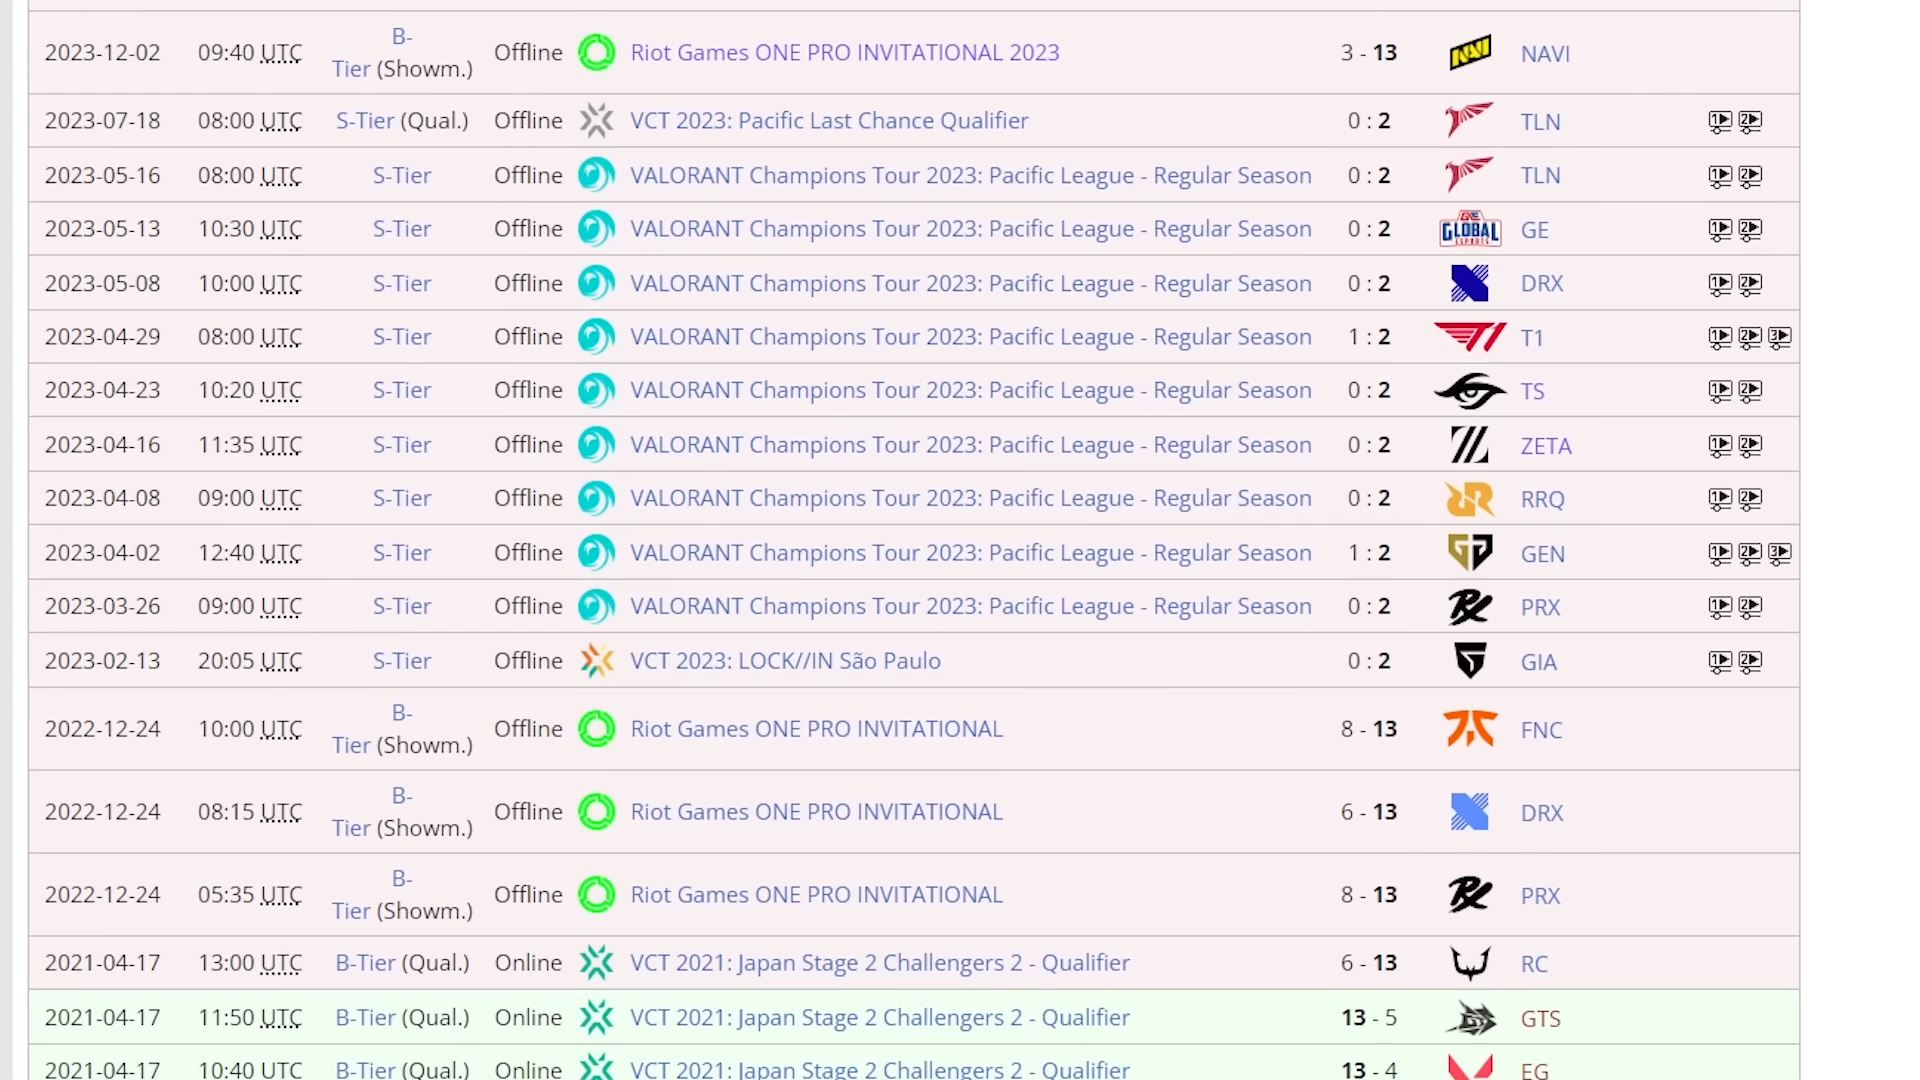 2023-12-02 09:40 UTC B-Tier (Showm.) Offline Riot Games ONE PRO INVITATIONAL 2023 3 - 13 NAVI
2023-07-18 08:00 UTC S-Tier (Qual.) Offline VCT 2023: Pacific Last Chance Qualifier 0 : 2 TLN
2023-05-16 08:00 UTC S-Tier Offline VALORANT Champions Tour 2023: Pacific League - Regular Season 0 : 2 TLN
2023-05-13 10:30 UTC S-Tier Offline VALORANT Champions Tour 2023: Pacific League - Regular Season 0 : 2 GLOBAL ESPORTS GE
2023-05-08 10:00 UTC S-Tier Offline VALORANT Champions Tour 2023: Pacific League - Regular Season 0 : 2 DRX
2023-04-29 08:00 UTC S-Tier Offline VALORANT Champions Tour 2023: Pacific League - Regular Season 1 : 2 T1
2023-04-23 10:20 UTC S-Tier Offline VALORANT Champions Tour 2023: Pacific League - Regular Season 0 : 2 TS
2023-04-16 11:35 UTC S-Tier Offline VALORANT Champions Tour 2023: Pacific League - Regular Season 0 : 2 ZETA
2023-04-08 09:00 UTC S-Tier Offline VALORANT Champions Tour 2023: Pacific League - Regular Season 0 : 2 RRQ
2023-04-02 12:40 UTC S-Tier Offline VALORANT Champions Tour 2023: Pacific League - Regular Season 1 : 2 GEN
2023-03-26 09:00 UTC S-Tier Offline VALORANT Champions Tour 2023: Pacific League - Regular Season 0 : 2 PRX
2023-02-13 20:05 UTC S-Tier Offline VCT 2023: LOCK//IN São Paulo 0 : 2 GIA
2022-12-24 10:00 UTC B-Tier (Showm.) Offline Riot Games ONE PRO INVITATIONAL 8 - 13 FNC
2022-12-24 08:15 UTC B-Tier (Showm.) Offline Riot Games ONE PRO INVITATIONAL 6 - 13 DRX
2022-12-24 05:35 UTC B-Tier (Showm.) Offline Riot Games ONE PRO INVITATIONAL 8 - 13 PRX
2021-04-17 13:00 UTC B-Tier (Qual.) Online VCT 2021: Japan Stage 2 Challengers 2 - Qualifier 6 - 13 RC
2021-04-17 11:50 UTC B-Tier (Qual.) Online VCT 2021: Japan Stage 2 Challengers 2 - Qualifier 13 - 5 GTS
2021-04-17 10:40 UTC B-Tier (Qual.) Online VCT 2021: Japan Stage 2 Challengers 2 - Qualifier 13 - 4 EG